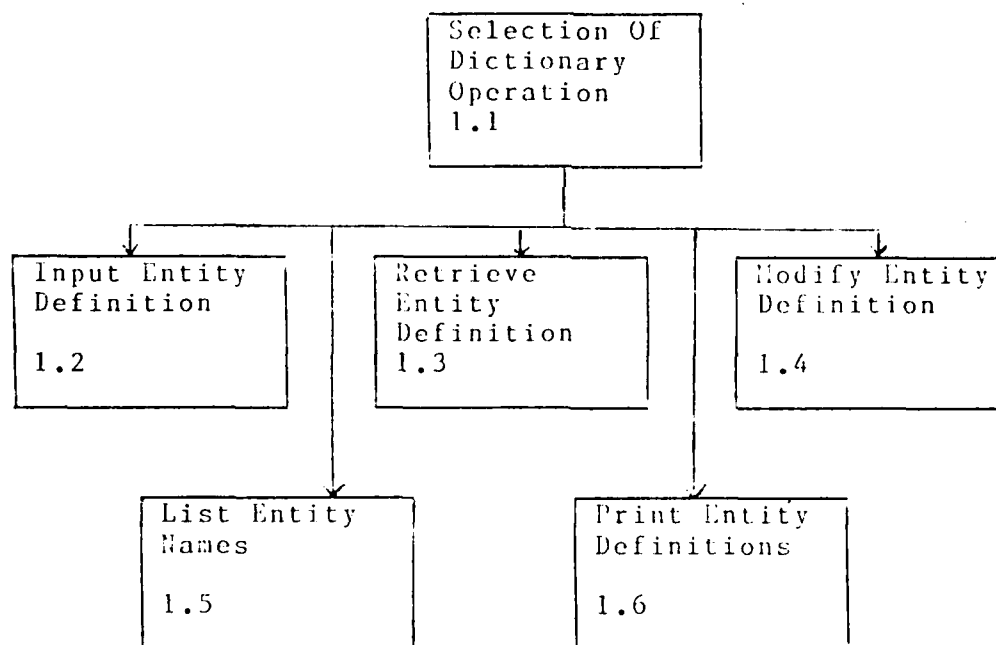 Selection Of
Dictionary
Operation
1.1
Input Entity
Definition
1.2
Retrieve
Entity
Definition
1.3
Modify Entity
Definition
1.4
List Entity
Names
1.5
Print Entity
Definitions
1.6